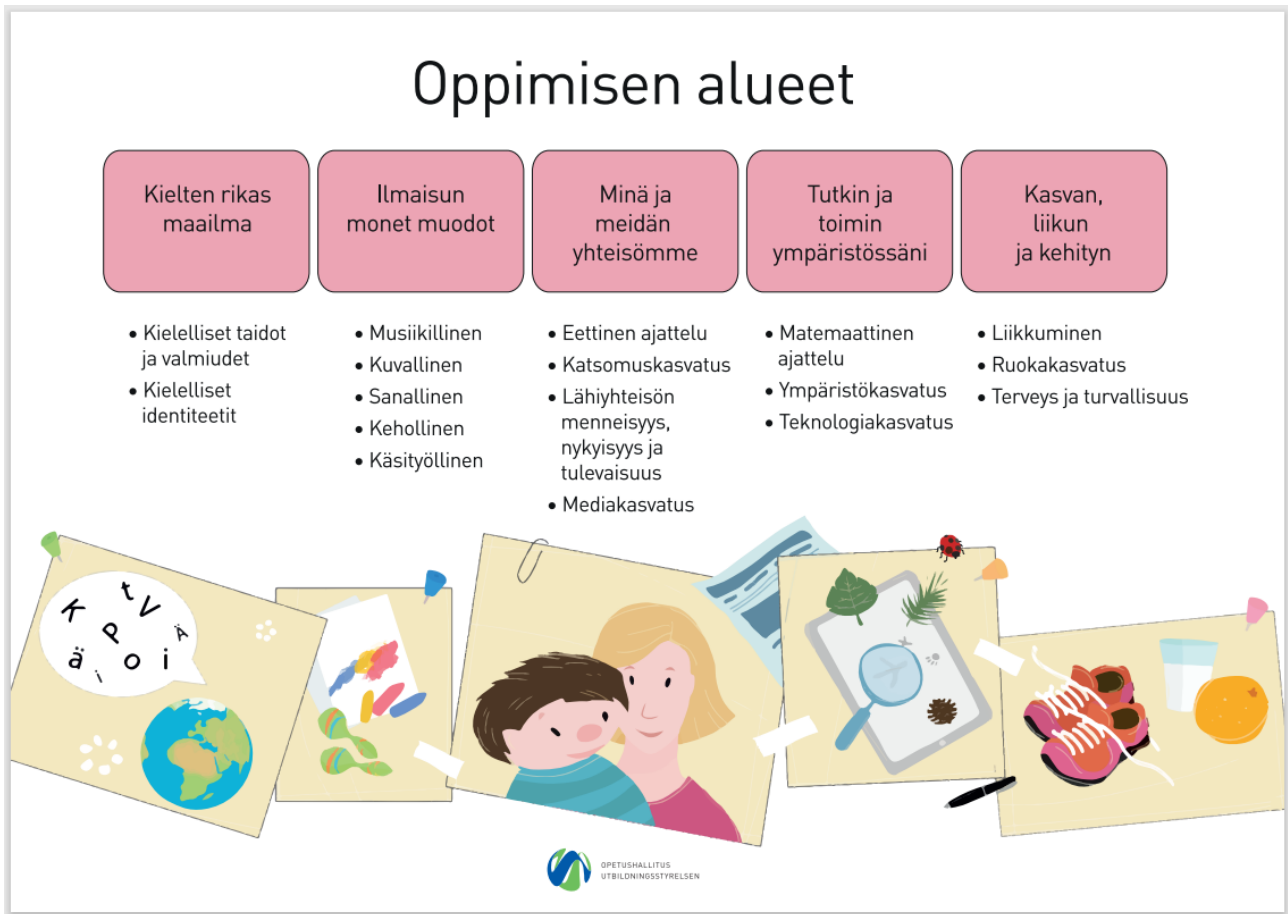 Oppimisen alueet
Kielten rikas
maailma
Ilmaisun
monet muodot
Minä ja
meidän
yhteisömme
Tutkin ja
toimin
ympäristössäni
Kasvan,
liikun
ja kehityn
• Kielelliset taidot
ja valmiudet
• Kielelliset
identiteetit
• Musiikillinen
• Kuvallinen
• Sanallinen
• Kehollinen
• Käsityöllinen
• Eettinen ajattelu
• Katsomuskasvatus
• Lähiyhteisön
menneisyys,
nykyisyys ja
tulevaisuus
• Mediakasvatus
• Matemaattinen
ajattelu
• Ympäristökasvatus
• Teknologiakasvatus
• Liikkuminen
• Ruokakasvatus
• Terveys ja turvallisuus
K t V
P Ä
ä i o i
OPETUSHALLITUS
UTBILDNINGSSTYRELSEN